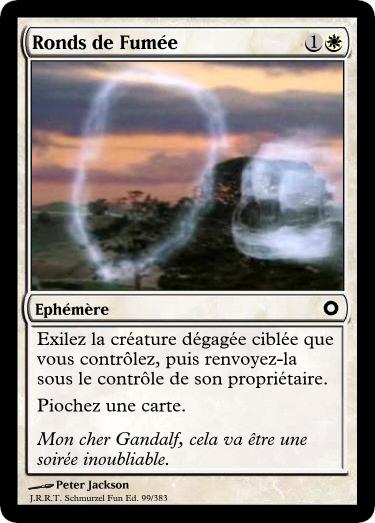 Ronds de Fumée 1
Ephémère
Exilez la créature dégagée ciblée que
vous contrôlez, puis renvoyez-la
sous le contrôle de son propriétaire.
Piochez une carte.
Mon cher Gandalf, cela va être une
soirée inoubliable.
Peter Jackson
J.R.R.T. Schmurzel Fun Ed. 99/383